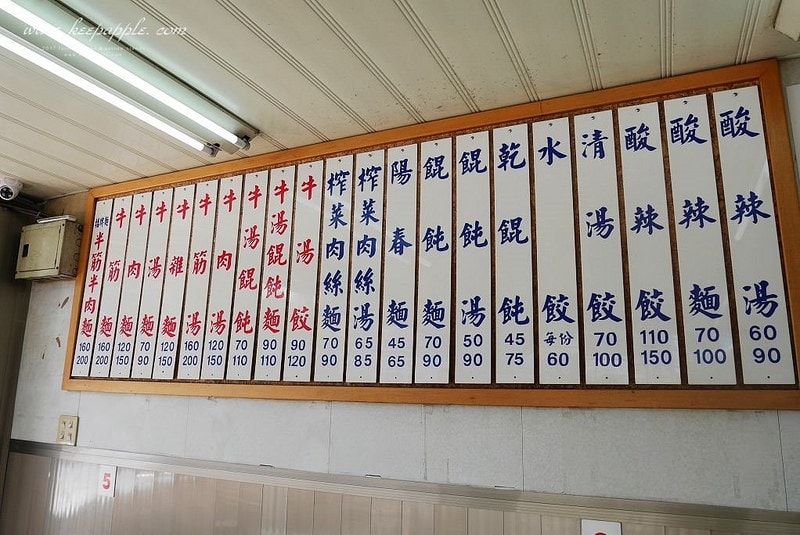 www.keepapple.com
半筋半肉麵 160 200
牛筋麵 160 200
牛肉麵 120 150
牛湯麵 70 90
牛雜麵 120 150
牛筋湯 160 200
牛肉湯 120 150
牛湯餛飩 70 110
牛湯餛飩麵 90 110
牛湯餃 90 120
榨菜肉絲麵 70 90
榨菜肉絲湯 65 85
陽春麵 45 65
餛飩麵 70 90
餛飩湯 50 90
乾餛飩 45 75
水餃 每份 60
清湯餃 70 100
酸辣餃 110 150
酸辣麵 70 100
酸辣湯 60 90
5